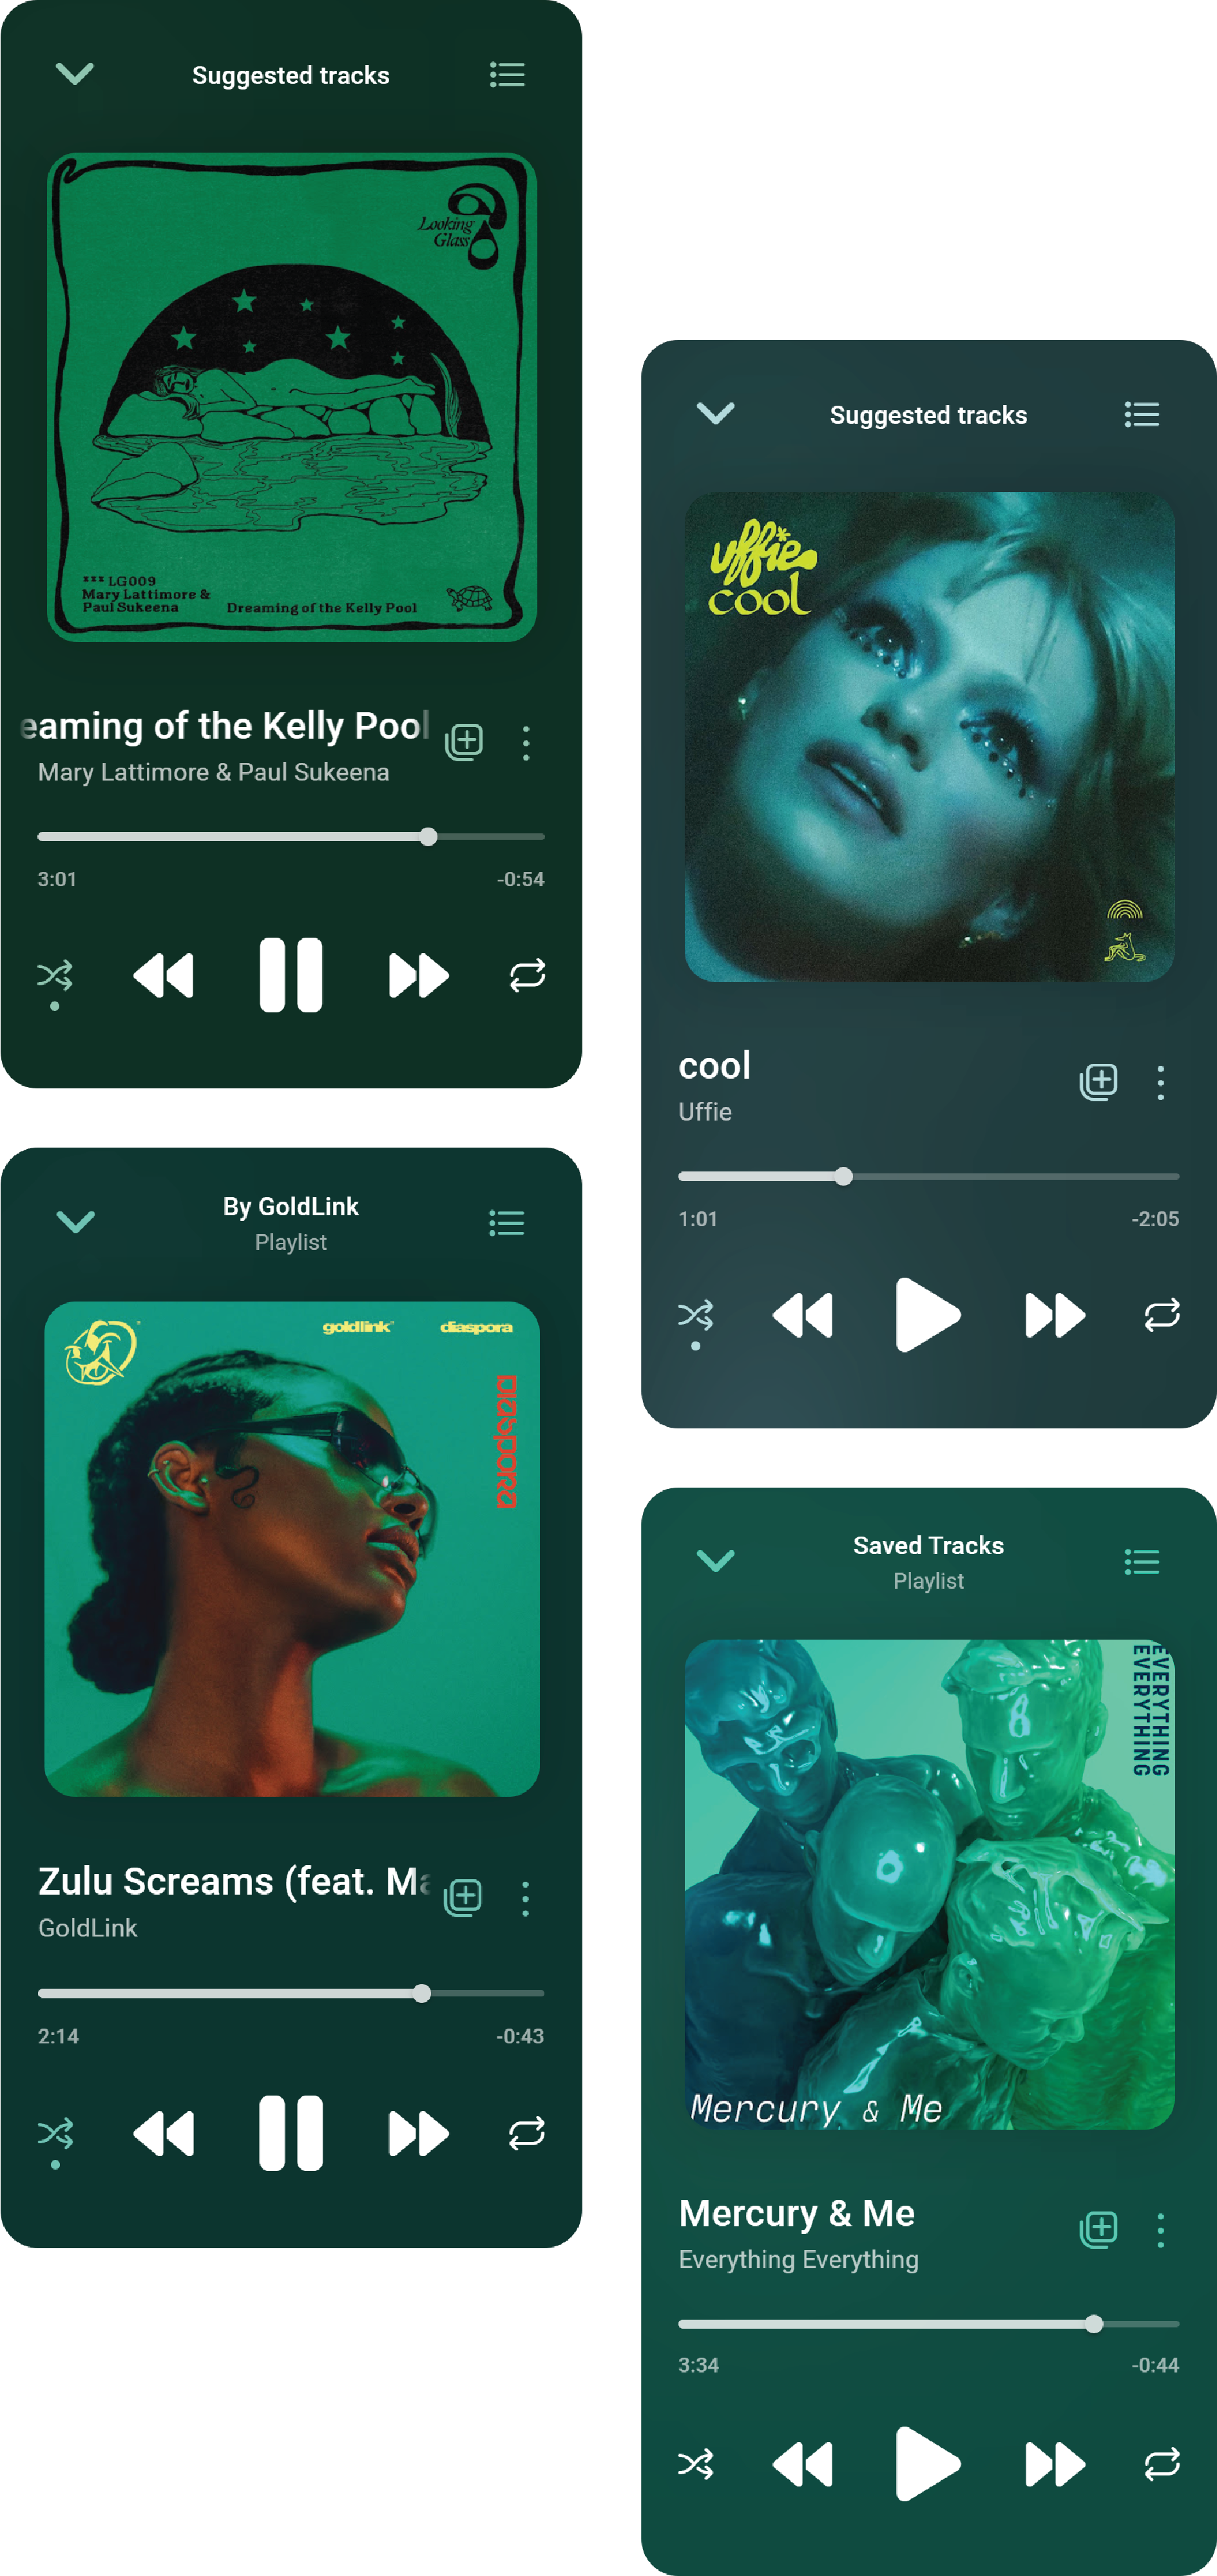 Suggested tracks
Looking
Glass
*** LG009
Mary Lattimore &
Paul Sukeena
Dreaming of the Kelly Pool
eaming of the Kelly Pool
Mary Lattimore & Paul Sukeena
3:01
-0:54
By GoldLink
Playlist
goldlink
diaspora
Diaspora
Zulu Screams (feat. Ma
GoldLink
2:14
-0:43
Suggested tracks
uffie
cool
cool
Uffie
1:01
-2:05
Saved Tracks
Playlist
EVERYTHING
EVERYTHING
Mercury & Me
Mercury & Me
Everything Everything
3:34
-0:44